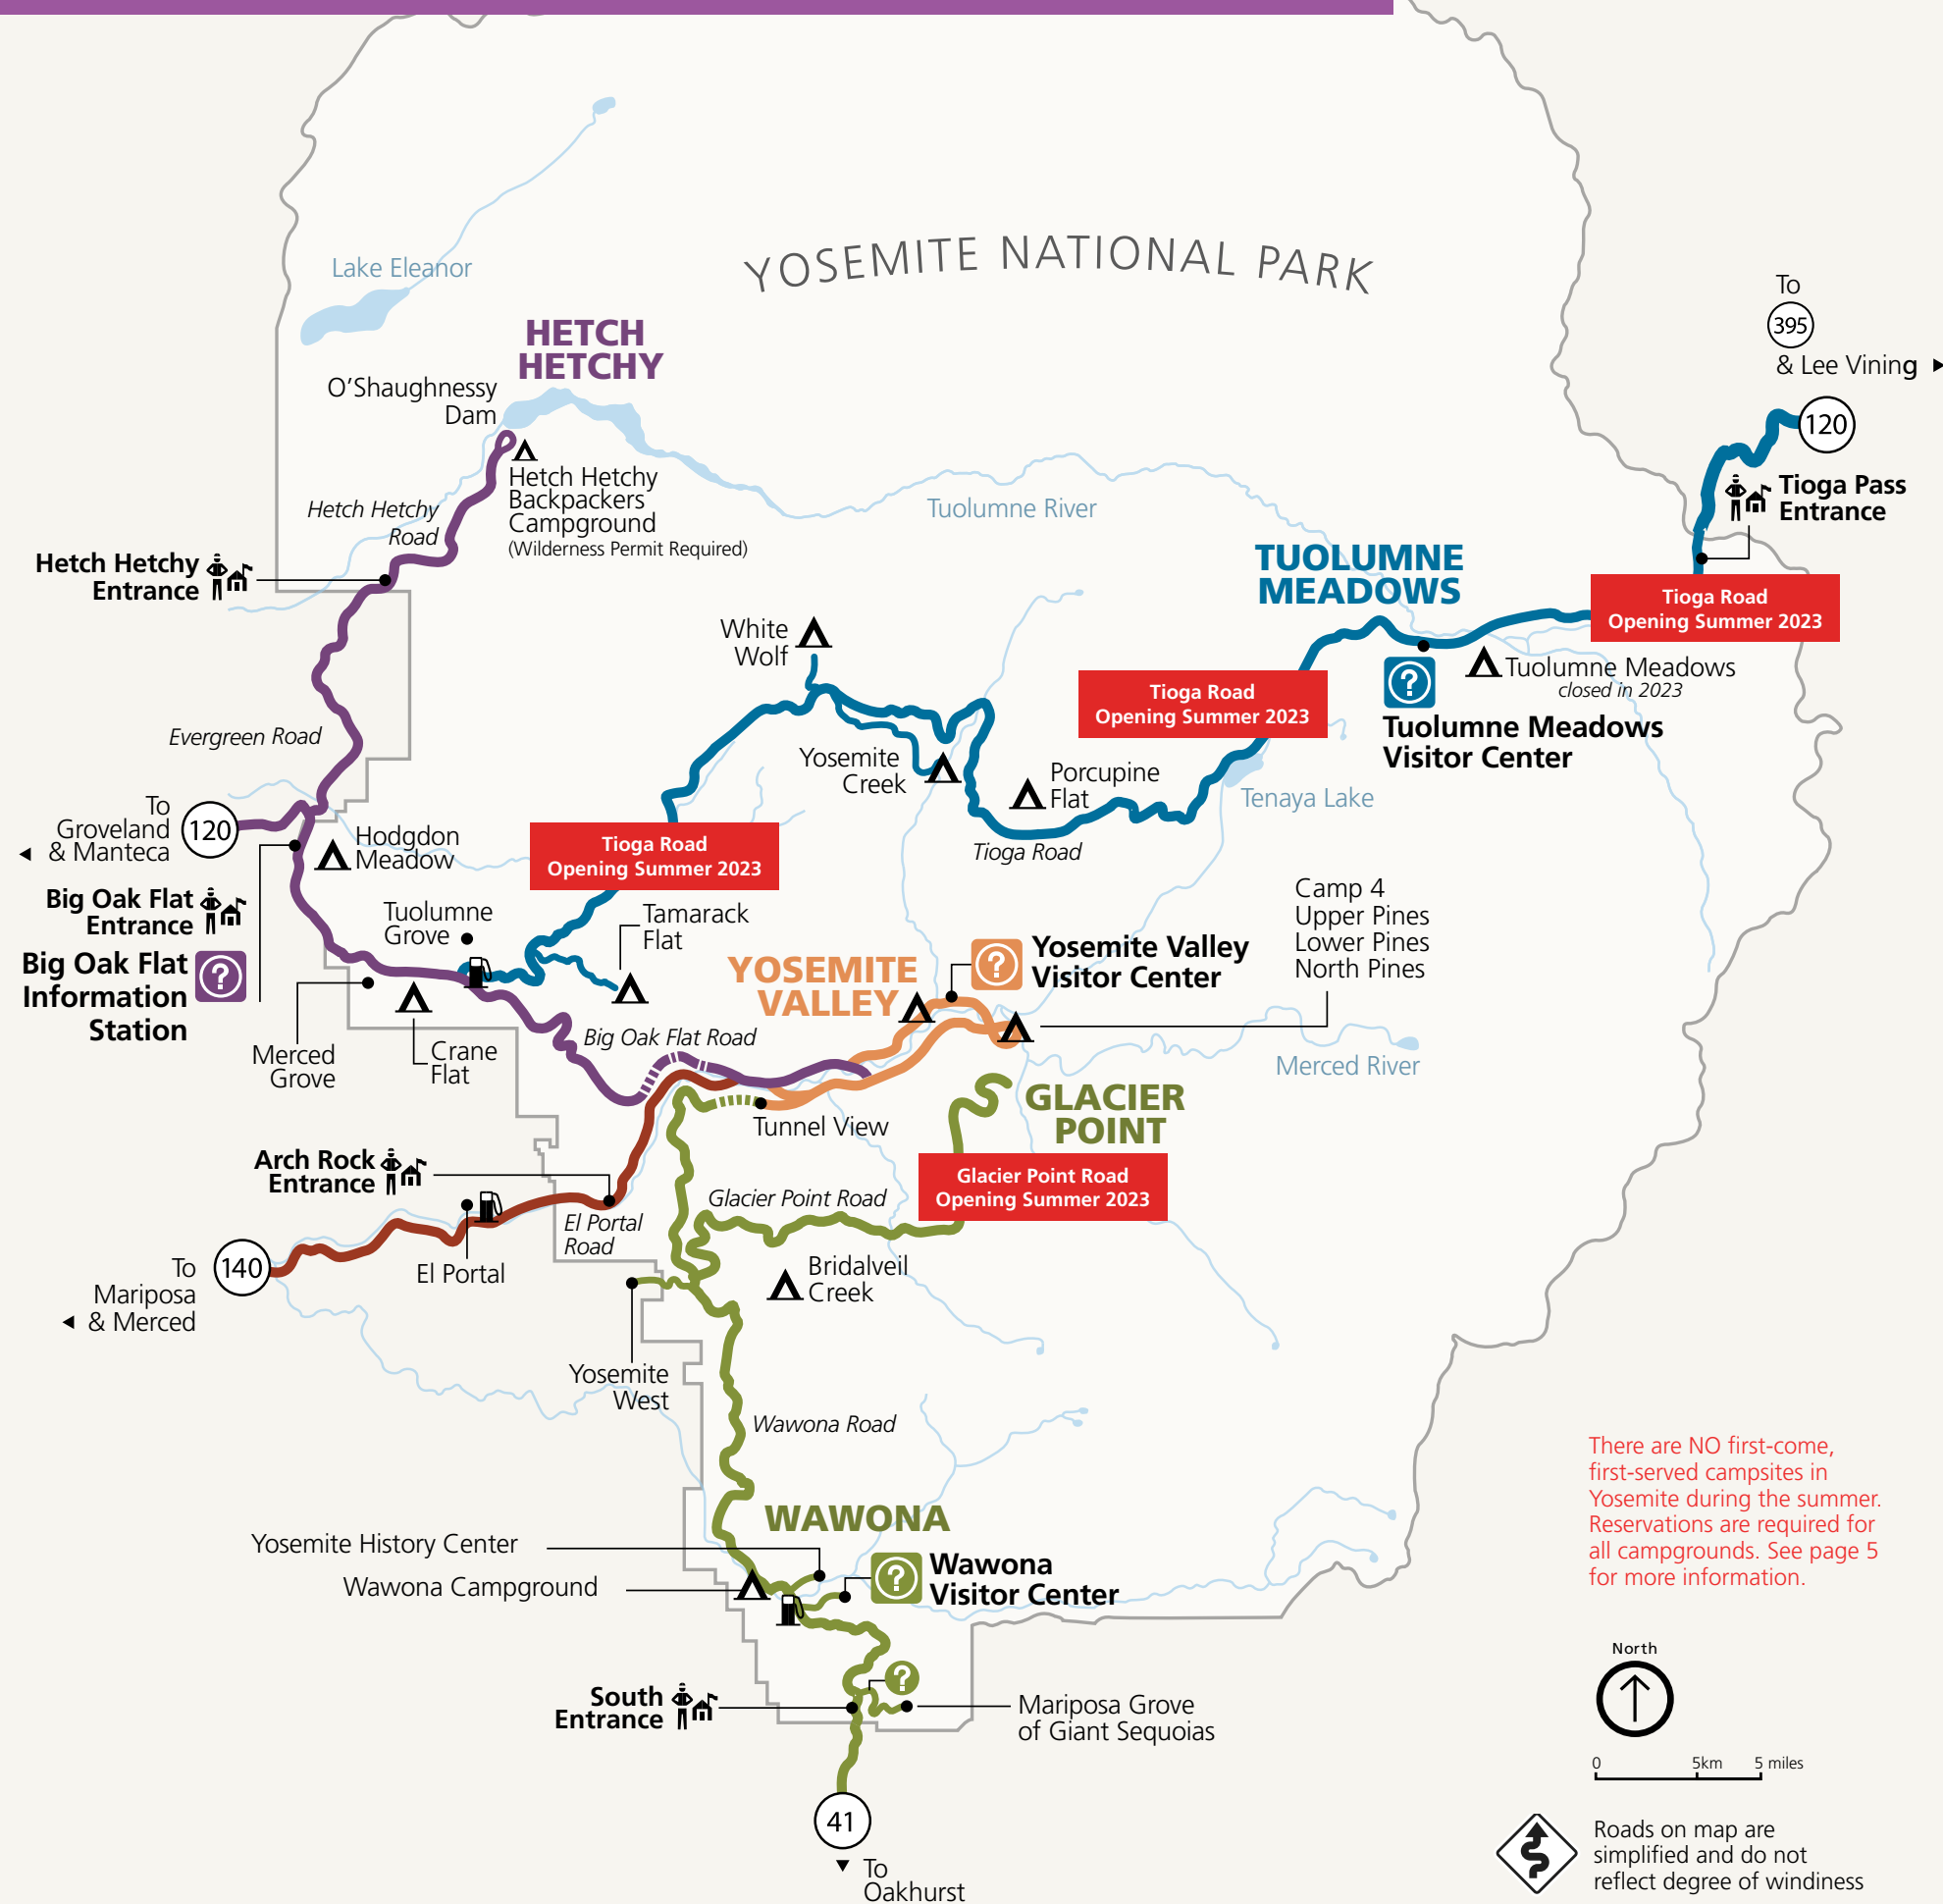 YOSEMITE NATIONAL PARK
Lake Eleanor
HETCH
HETCHY
O'Shaughnessy
Dam
Hetch Hetchy
Backpackers
Campground
(Wilderness Permit Required)
Hetch Hetchy
Road
Hetch Hetchy
Entrance
Evergreen Road
To
Groveland
& Manteca
120
Hodgdon
Meadow
Big Oak Flat
Entrance
Big Oak Flat
Information
Station
?
Tuolumne
Grove
Merced
Grove
Crane
Flat
Tamarack
Flat
Big Oak Flat Road
Tioga Road
Opening Summer 2023
White
Wolf
Yosemite
Creek
Porcupine
Flat
Tioga Road
Tuolumne River
Tenaya Lake
Tioga Road
Opening Summer 2023
TUOLUMNE
MEADOWS
?
Tuolumne Meadows
closed in 2023
Tuolumne Meadows
Visitor Center
Tioga Road
Opening Summer 2023
To
395
& Lee Vining
120
Tioga Pass
Entrance
YOSEMITE
VALLEY
?
Yosemite Valley
Visitor Center
Camp 4
Upper Pines
Lower Pines
North Pines
Merced River
Tunnel View
GLACIER
POINT
Glacier Point Road
Opening Summer 2023
Glacier Point Road
Bridalveil
Creek
Arch Rock
Entrance
El Portal
Road
El Portal
To
Mariposa
& Merced
140
Yosemite
West
Wawona Road
WAWONA
Yosemite History Center
Wawona Campground
?
Wawona
Visitor Center
South
Entrance
?
Mariposa Grove
of Giant Sequoias
41
To
Oakhurst
There are NO first-come,
first-served campsites in
Yosemite during the summer.
Reservations are required for
all campgrounds. See page 5
for more information.
North
0 5km 5 miles
Roads on map are
simplified and do not
reflect degree of windiness